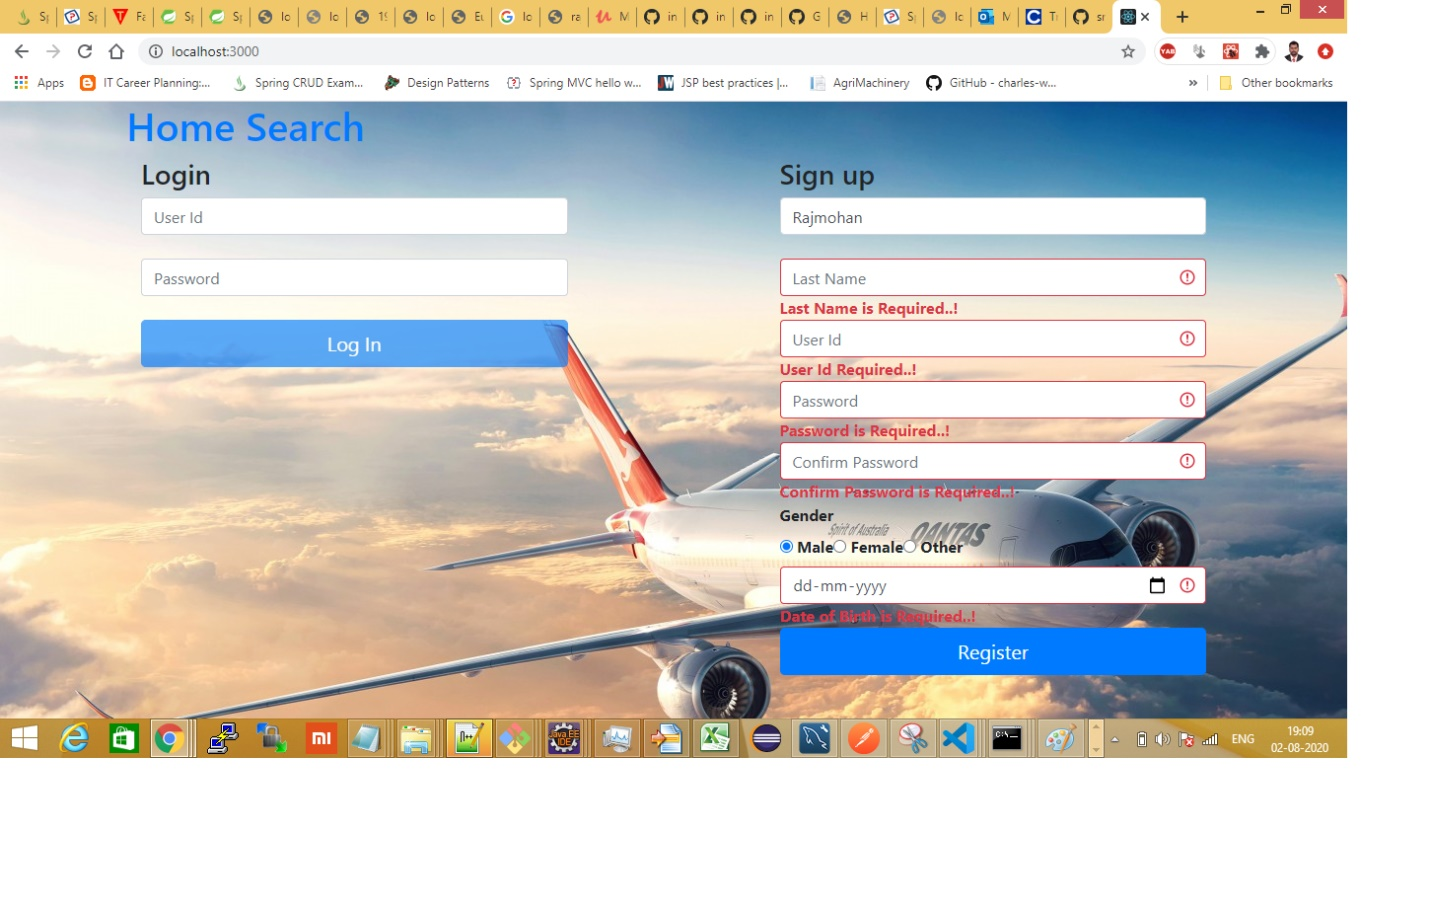 localhost:3000
Apps
IT Career Planning:...
Spring CRUD Exam...
Design Patterns
Spring MVC hello w...
JSP best practices |...
AgriMachinery
GitHub - charles-w...
»
Other bookmarks
Home Search
Login
User Id
Password
Log In
Sign up
Rajmohan
Last Name
Last Name is Required..!
User Id
User Id Required..!
Password
Password is Required..!
Confirm Password
Confirm Password is Required..!
Gender
Spirit of Australia QANTAS
Male Female Other
dd-mm-yyyy
Date of Birth is Required..!
Register
ENG
19:09
02-08-2020